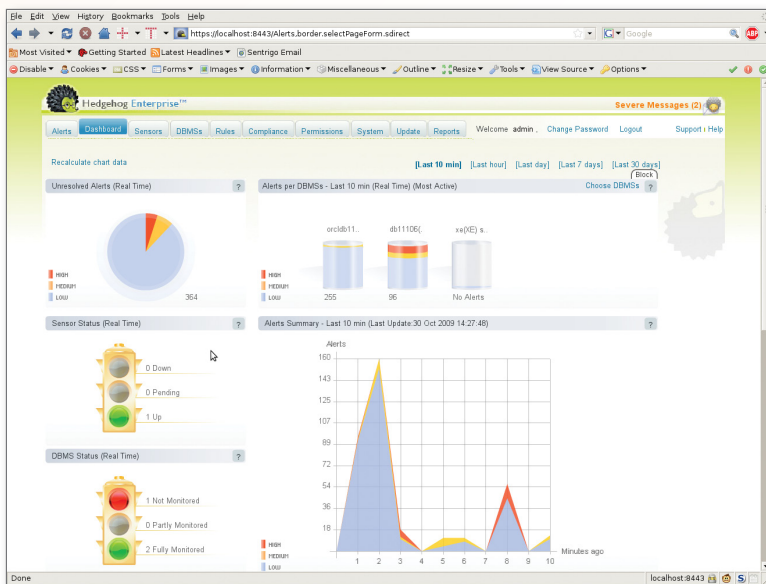 File Edit View History Bookmarks Tools Help
https://localhost:8443/Alerts,border.selectPageForm.sdirect
Google
Most Visited Getting Started Latest Headlines Sentrigo Email
Disable Cookies CSS Forms Images Information Miscellaneous Outline Resize Tools View Source Options
Hedgehog Enterprise™
Severe Messages (2)
Alerts Dashboard Sensors DBMSs Rules Compliance Permissions System Update Reports Welcome admin , Change Password Logout Support Help
Recalculate chart data
[Last 10 min] [Last hour] [Last day] [Last 7 days] [Last 30 days]
Block
Unresolved Alerts (Real Time) ?
HIGH
MEDIUM
LOW
364
Alerts per DBMSs - Last 10 min (Real Time) (Most Active) Choose DBMSs ?
orcldb11.. db11106(. xe(XE) s..
HIGH
MEDIUM
LOW
255 96 No Alerts
Sensor Status (Real Time) ?
0 Down
0 Pending
1 Up
DBMS Status (Real Time) ?
1 Not Monitored
0 Partly Monitored
2 Fully Monitored
Alerts Summary - Last 10 min (Last Update:30 Oct 2009 14:27:48) ?
Alerts
160
143
125
107
89
72
54
36
18
1 2 3 4 5 6 7 8 9 10
Minutes ago
HIGH
MEDIUM
LOW
Done
localhost:8443